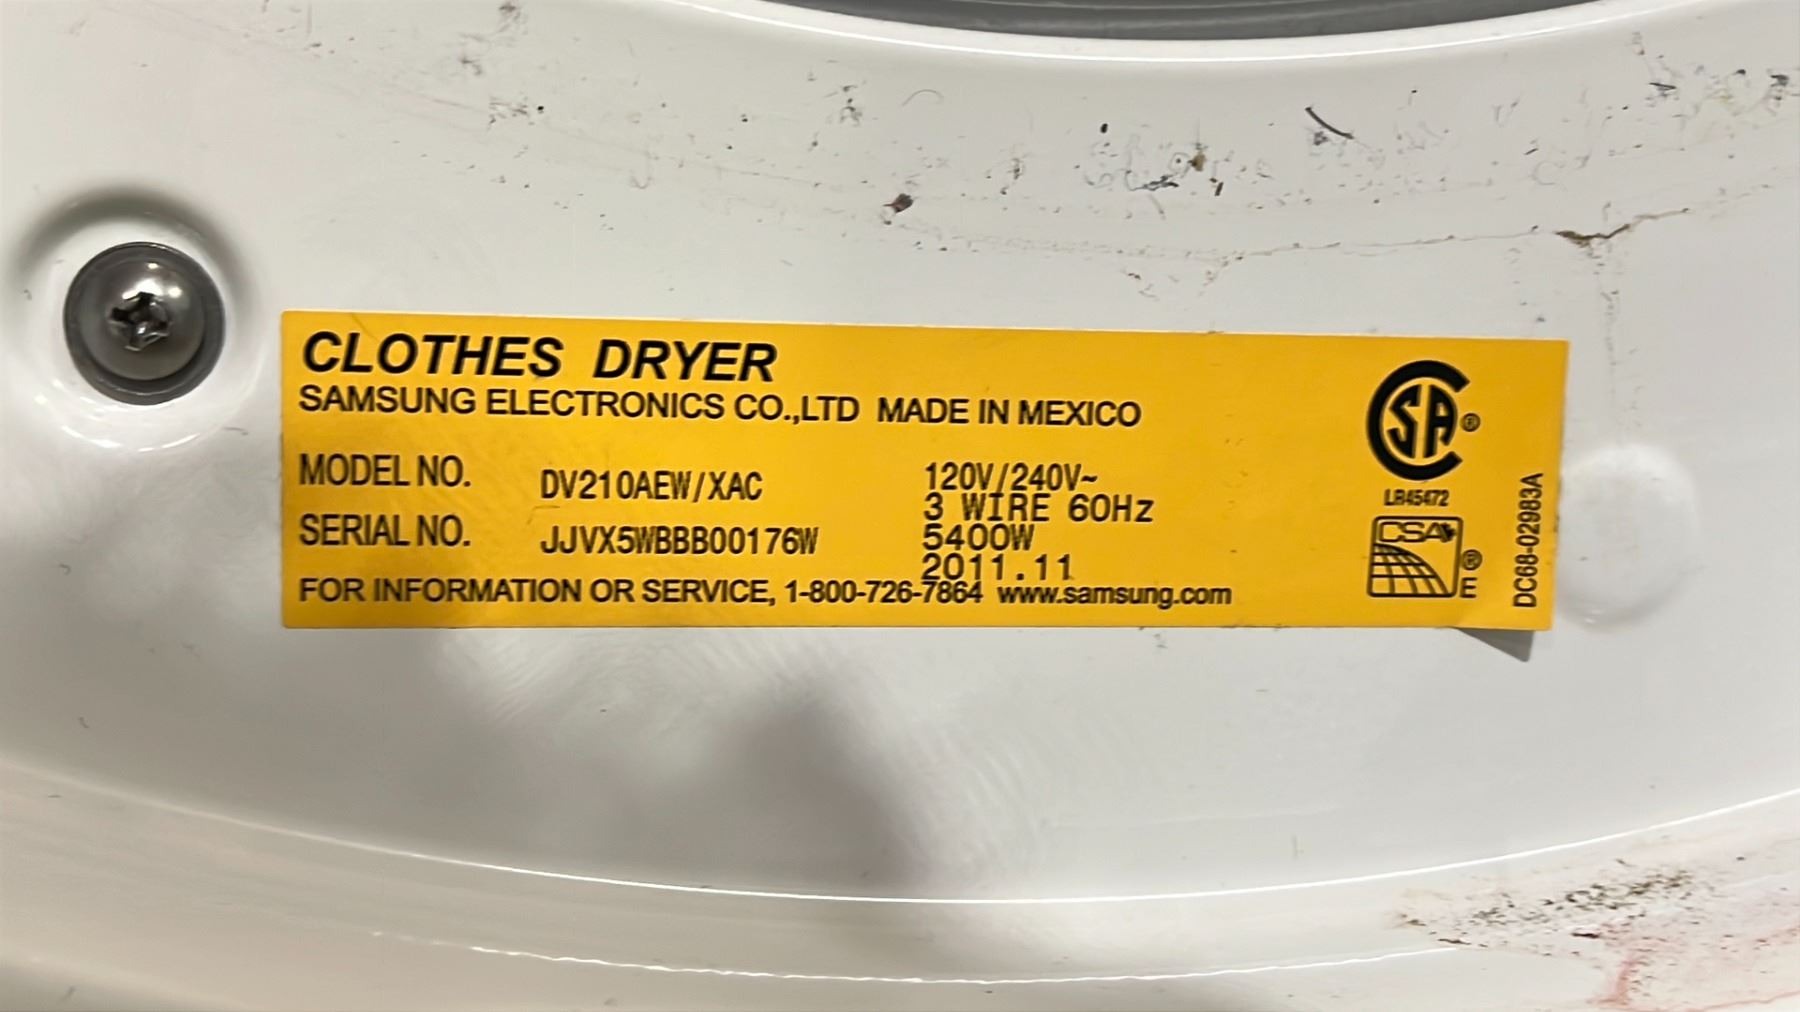 CLOTHES DRYER
SAMSUNG ELECTRONICS CO.,LTD MADE IN MEXICO
MODEL NO. DV210AEW/XAC
SERIAL NO. JJVX5WBBB00176W
120V/240V~
3 WIRE 60Hz
5400W
2011.11
FOR INFORMATION OR SERVICE, 1-800-726-7864 www.samsung.com
CSA®
LR45472
CSA®
E
DC68-02983A